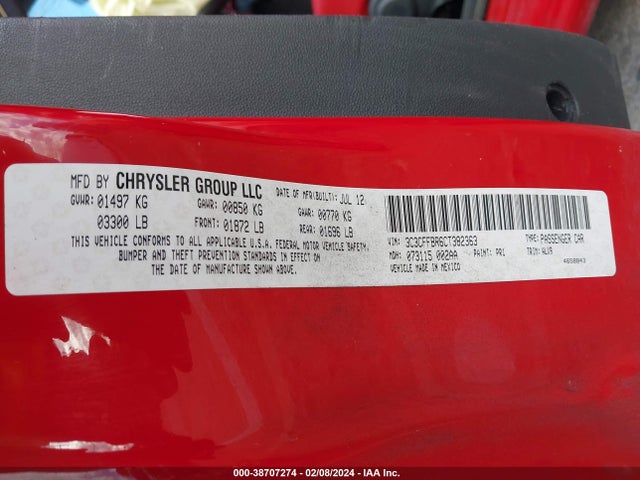 MFD BY CHRYSLER GROUP LLC DATE OF MFR(BUILT): JUL 12
GVWR: 01497 KG GAWR: 00850 KG GAWR: 00770 KG
03300 LB FRONT: 01872 LB REAR: 01696 LB
THIS VEHICLE CONFORMS TO ALL APPLICABLE U.S.A. FEDERAL MOTOR VEHICLE SAFETY,
BUMPER AND THEFT PREVENTION STANDARDS IN EFFECT ON
THE DATE OF MANUFACTURE SHOWN ABOVE.
VIN: 3C3CFFBR6CT382363 TYPE: PASSENGER CAR
MDH: 073115 002AA PAINT: PR1 TRIM: ALV8
VEHICLE MADE IN MEXICO 4658043
000-38707274 - 02/08/2024 - IAA Inc.